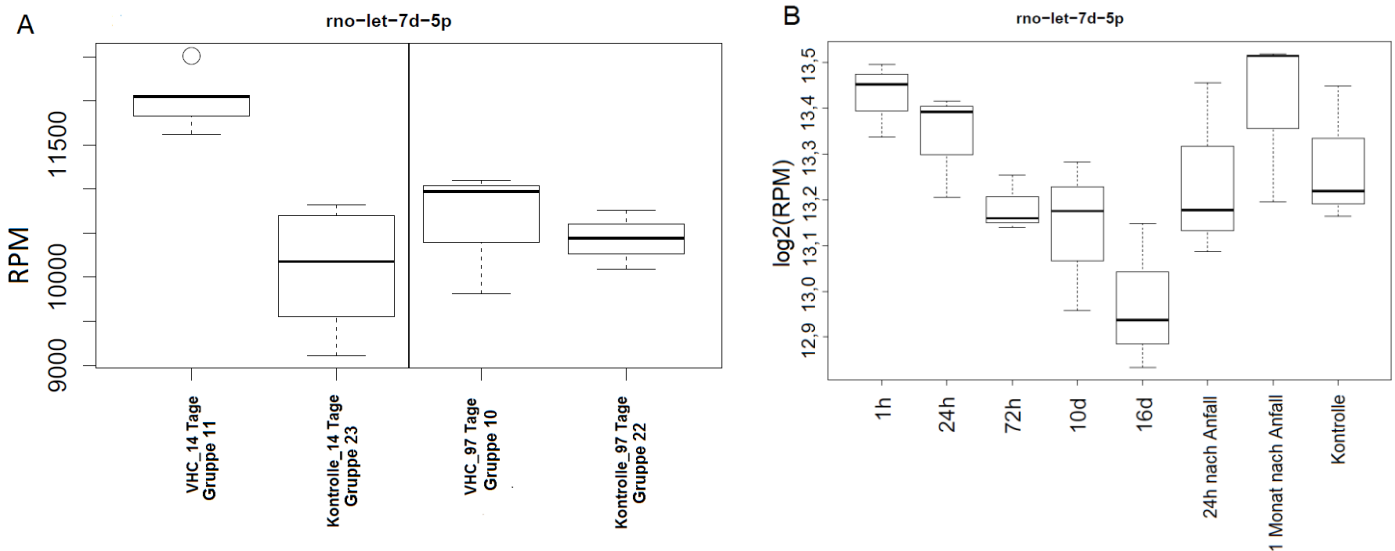 A
rno-let-7d-5p
RPM
11500
10000
9000
VHC_14 Tage
Gruppe 11
Kontrolle_14 Tage
Gruppe 23
VHC_97 Tage
Gruppe 10
Kontrolle_97 Tage
Gruppe 22
B
rno-let-7d-5p
log2(RPM)
13,5
13,4
13,3
13,2
13,1
13,0
12,9
1h
24h
72h
10d
16d
24h nach Anfall
1 Monat nach Anfall
Kontrolle